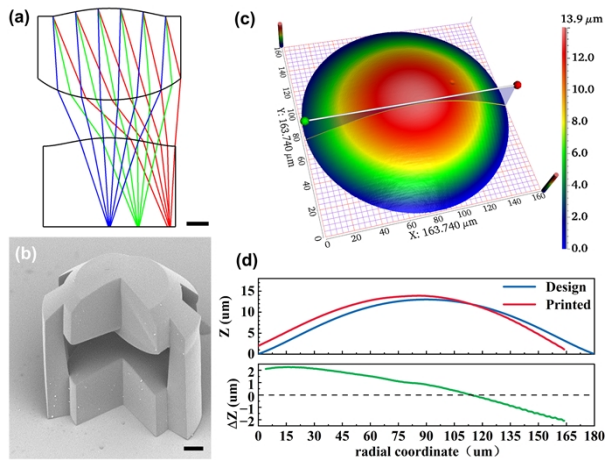 (a)
(b)
(c)
13.9 μm
12.0
10.0
8.0
6.0
4.0
2.0
0.0
160
140
120
100
80
60
40
20
0
Y: 163.740 μm
0
20
40
60
80
100
120
140
160
X: 163.740 μm
160
(d)
Design
Printed
Z (um)
15
10
5
0
ΔZ (um)
2
1
0
-1
-2
0 15 30 45 60 75 90 105 120 135 150 165 180
radial coordinate (um)